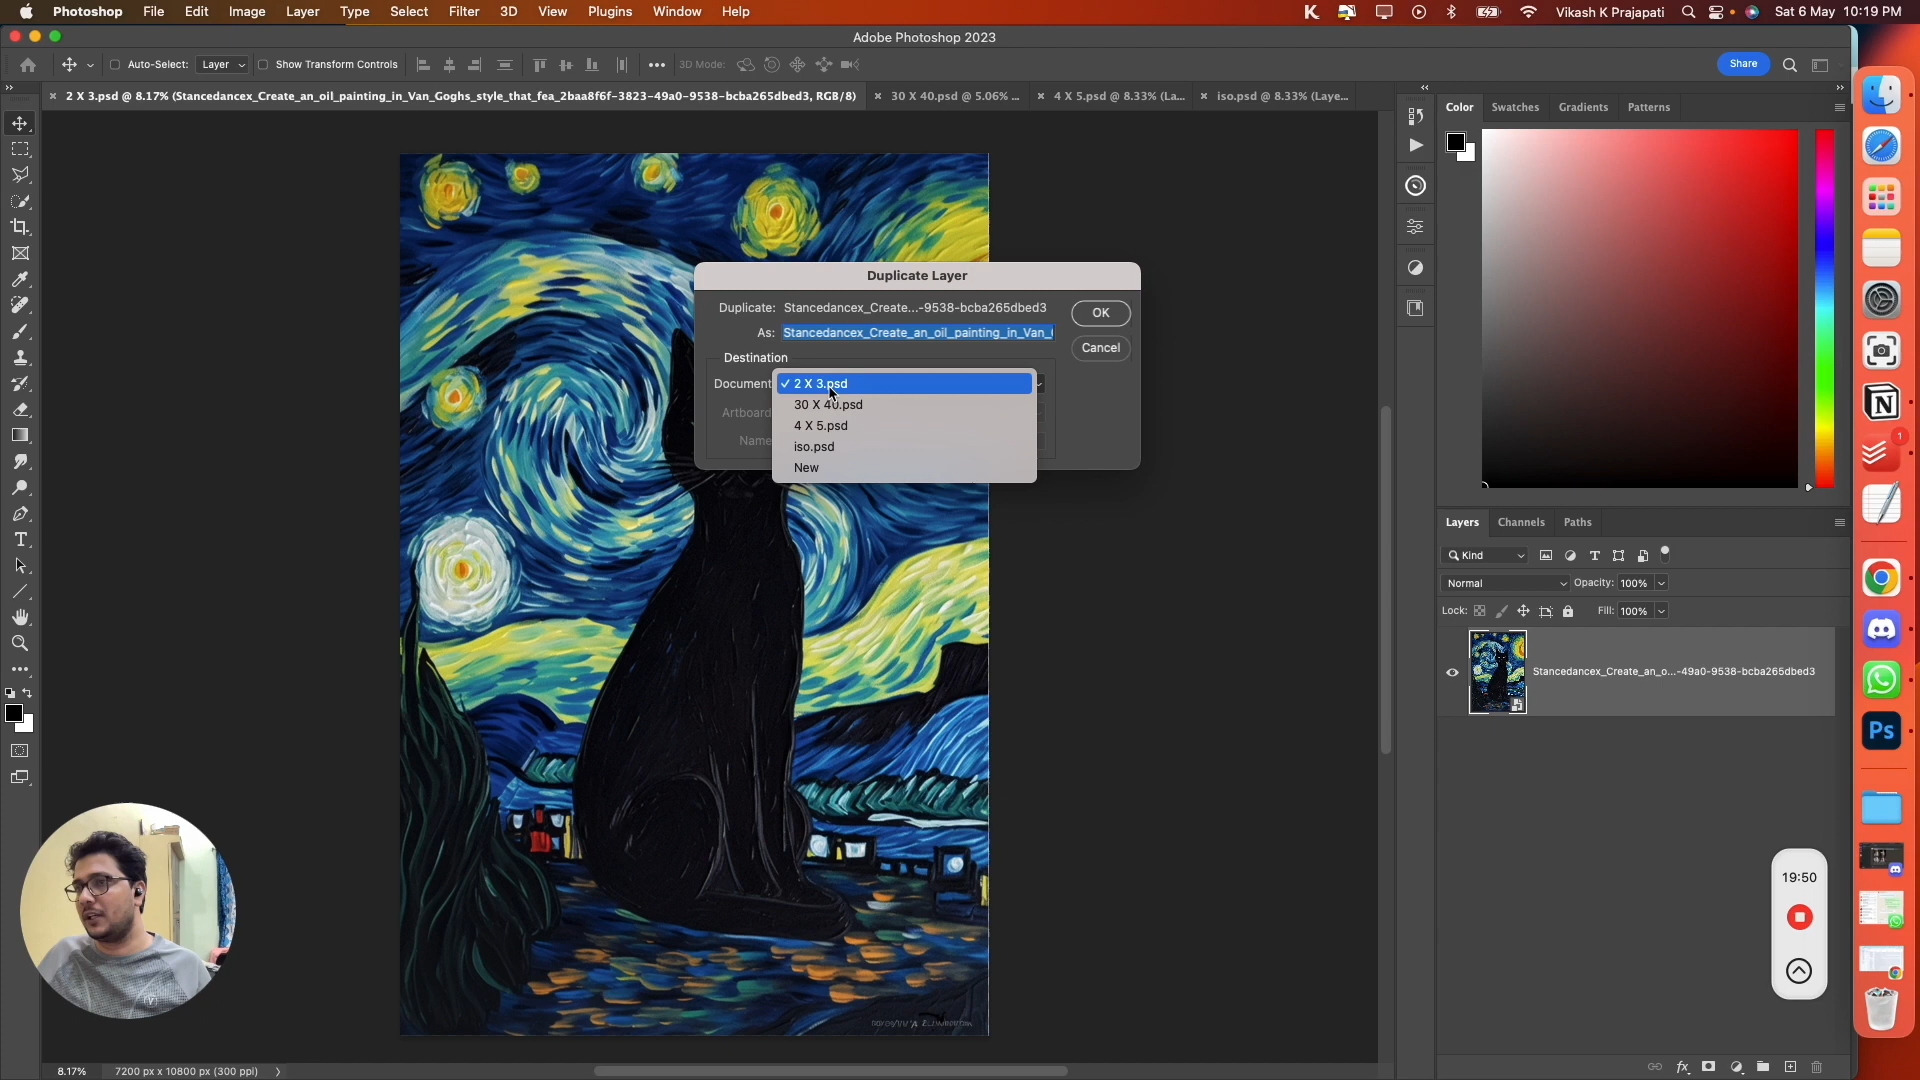 Photoshop File Edit Image Layer Type Select Filter 3D View Plugins Window Help
Vikash K Prajapati Sat 6 May 10:19 PM
Adobe Photoshop 2023
Auto-Select: Layer Show Transform Controls 3D Mode: Share
2 X 3.psd @ 8.17% (Stancedancex_Create_an_oil_painting_in_Van_Goghs_style_that_fea_2baa8f6f-3823-49a0-9538-bcba265dbed3, RGB/8) 30 X 40.psd @ 5.06% ... 4 X 5.psd @ 8.33% (La... iso.psd @ 8.33% (Laye...
Color Swatches Gradients Patterns
Duplicate Layer
Duplicate: Stancedancex_Create...-9538-bcba265dbed3
OK
As: Stancedancex_Create_an_oil_painting_in_Van_
Cancel
Destination
Document
✓ 2 X 3.psd
30 X 40.psd
Artboard
4 X 5.psd
Name
iso.psd
New
Layers Channels Paths
Kind
Normal Opacity: 100%
Lock: Fill: 100%
Stancedancex_Create_an_o...-49a0-9538-bcba265dbed3
1
Ps
19:50
8.17% 7200 px x 10800 px (300 ppi)
fx